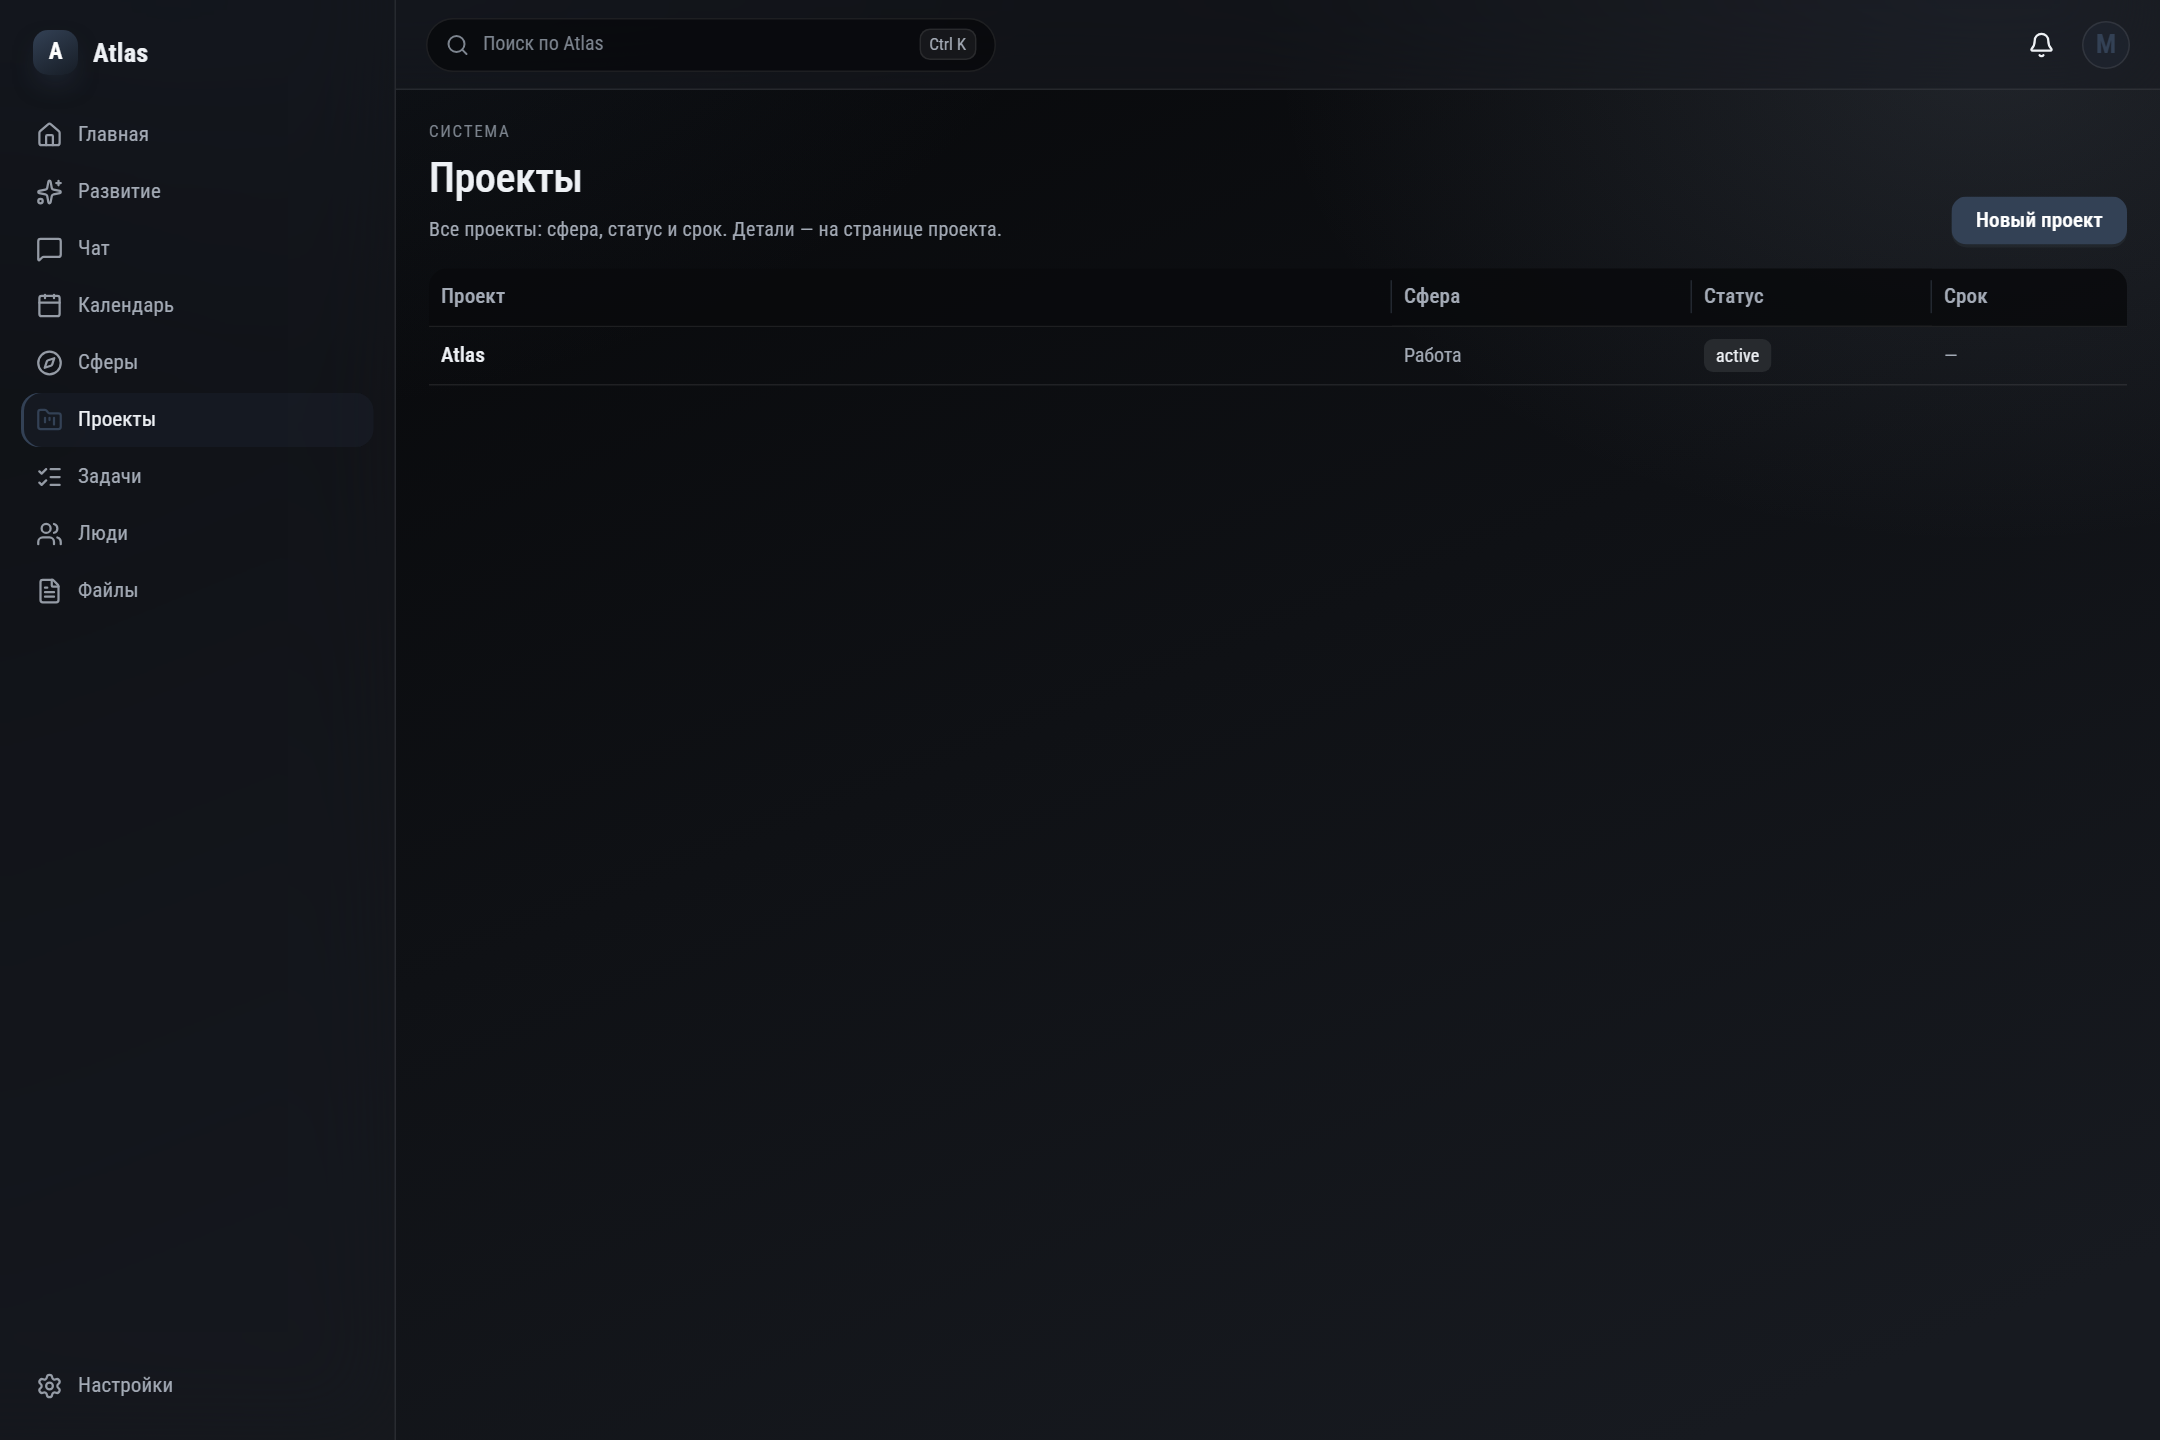 A Atlas
Поиск по Atlas Ctrl K
M
Главная
Развитие
Чат
Календарь
Сферы
Проекты
Задачи
Люди
Файлы
Настройки
СИСТЕМА
Проекты
Все проекты: сфера, статус и срок. Детали — на странице проекта.
Новый проект
Проект Сфера Статус Срок
Atlas Работа active —